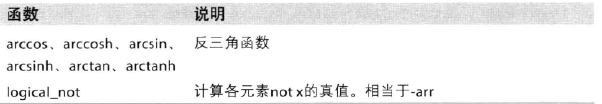 函数 说明
arccos、arccosh、arcsin、 反三角函数
arcsinh、arctan、arctanh
logical_not 计算各元素not x的真值。相当于-arr